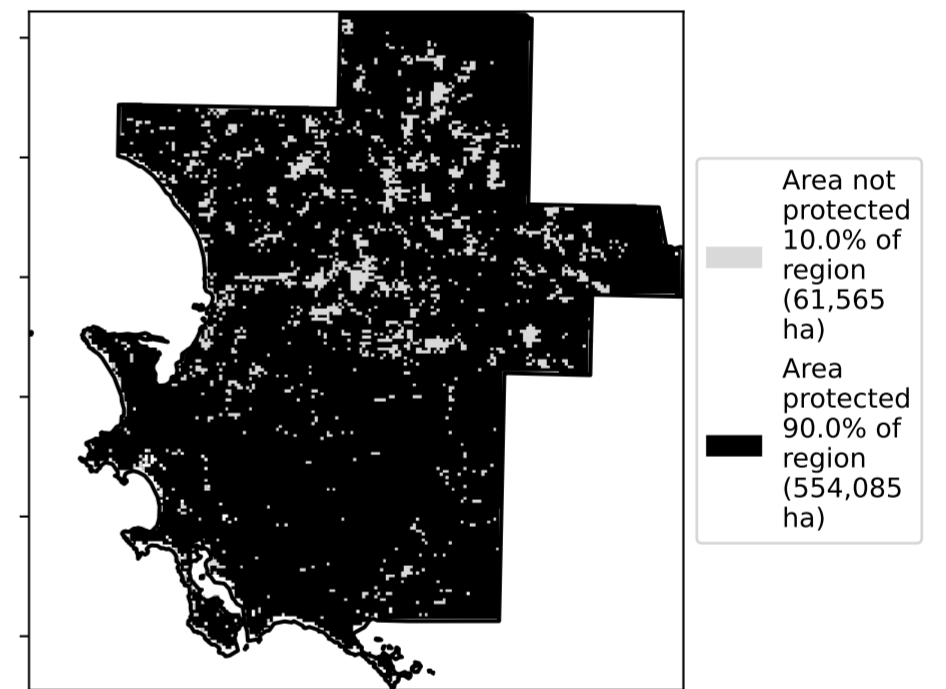 a
Area not
protected
10.0% of
region
(61,565
ha)
Area
protected
90.0% of
region
(554,085
ha)